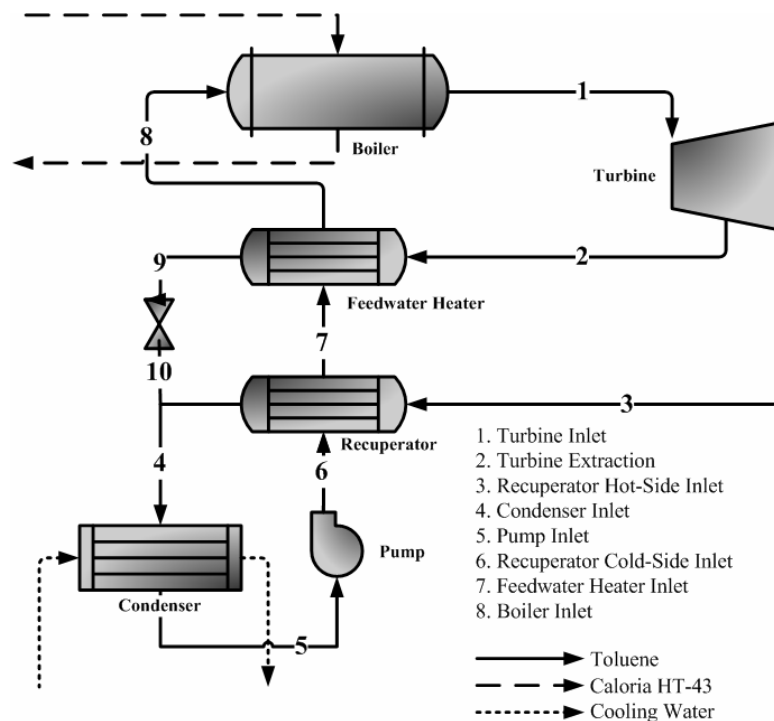 1
8
Boiler
Turbine
9
2
Feedwater Heater
7
10
3
Recuperator
4
6
1. Turbine Inlet
2. Turbine Extraction
3. Recuperator Hot-Side Inlet
4. Condenser Inlet
5. Pump Inlet
6. Recuperator Cold-Side Inlet
7. Feedwater Heater Inlet
8. Boiler Inlet
Pump
Condenser
5
Toluene
Caloria HT-43
Cooling Water